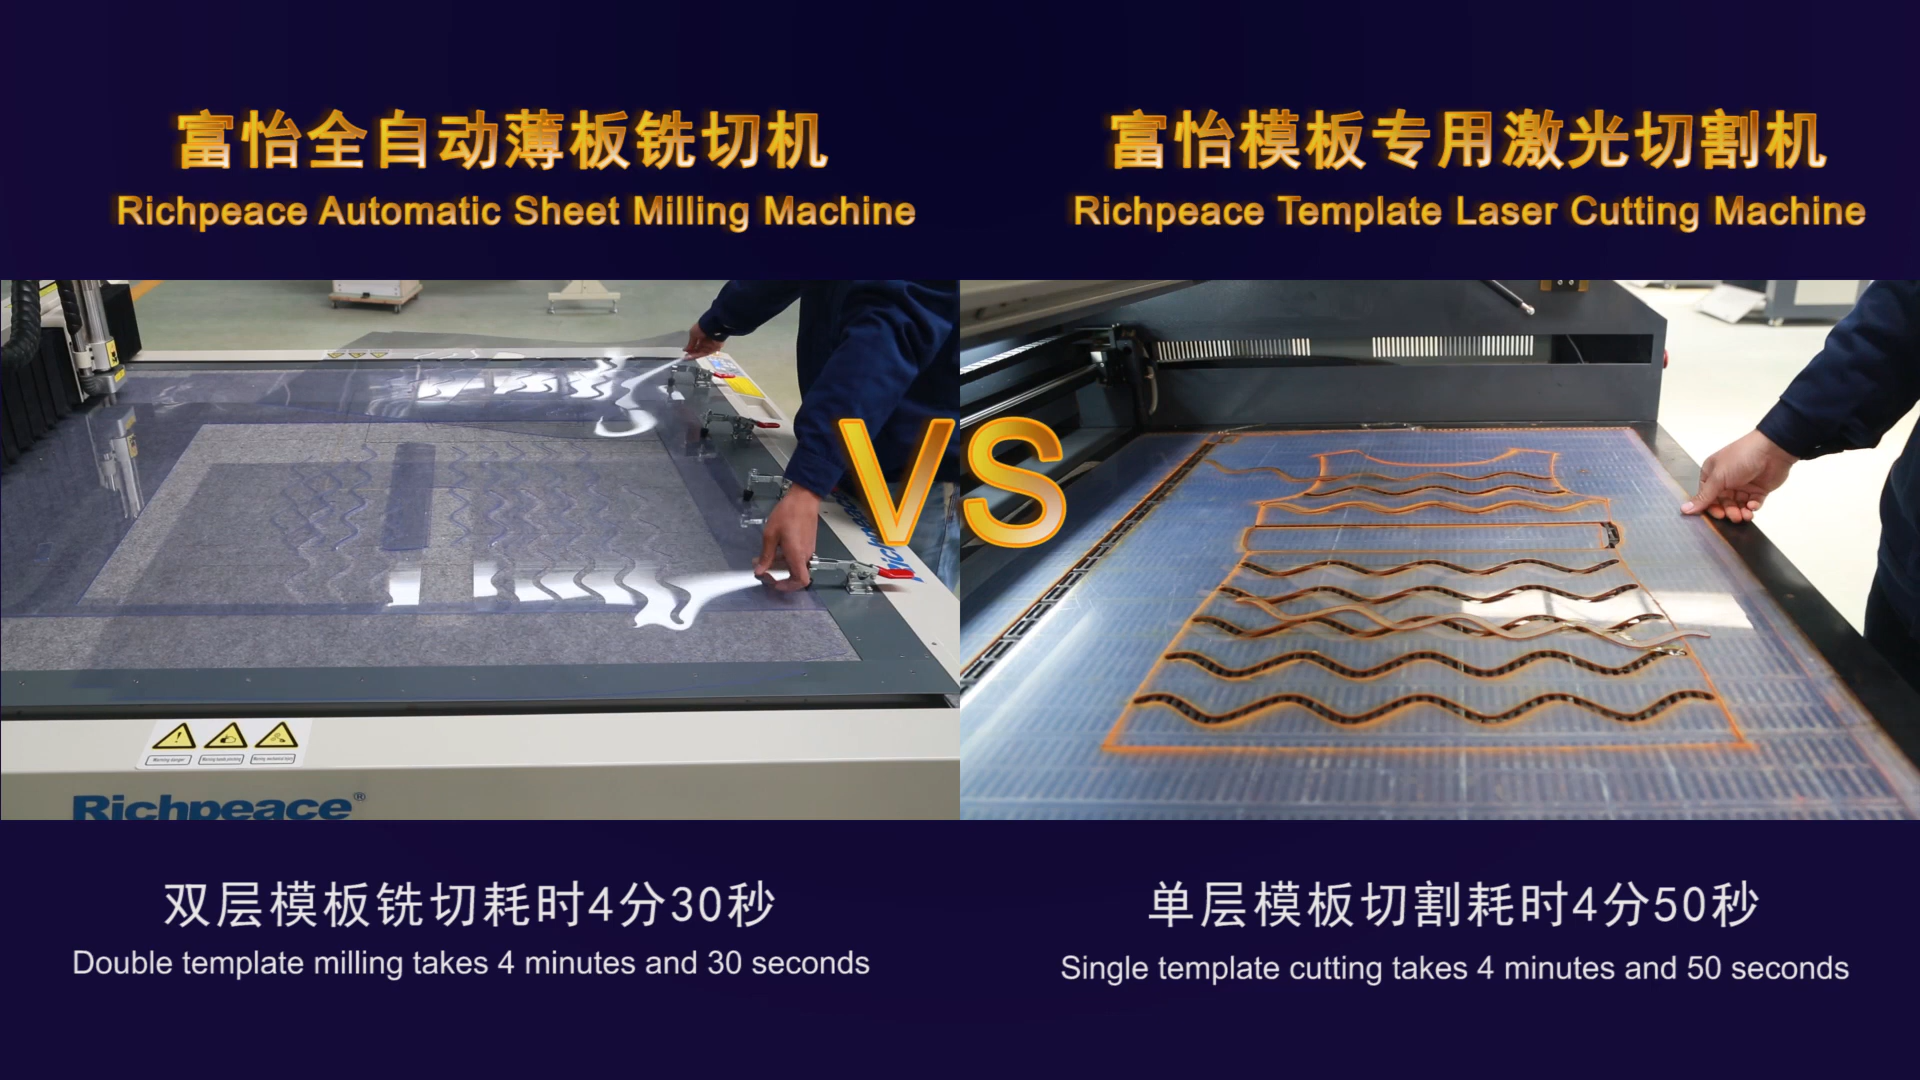 富怡全自动薄板铣切机
Richpeace Automatic Sheet Milling Machine
富怡模板专用激光切割机
Richpeace Template Laser Cutting Machine
VS
Richpeace®
双层模板铣切耗时4分30秒
Double template milling takes 4 minutes and 30 seconds
单层模板切割耗时4分50秒
Single template cutting takes 4 minutes and 50 seconds